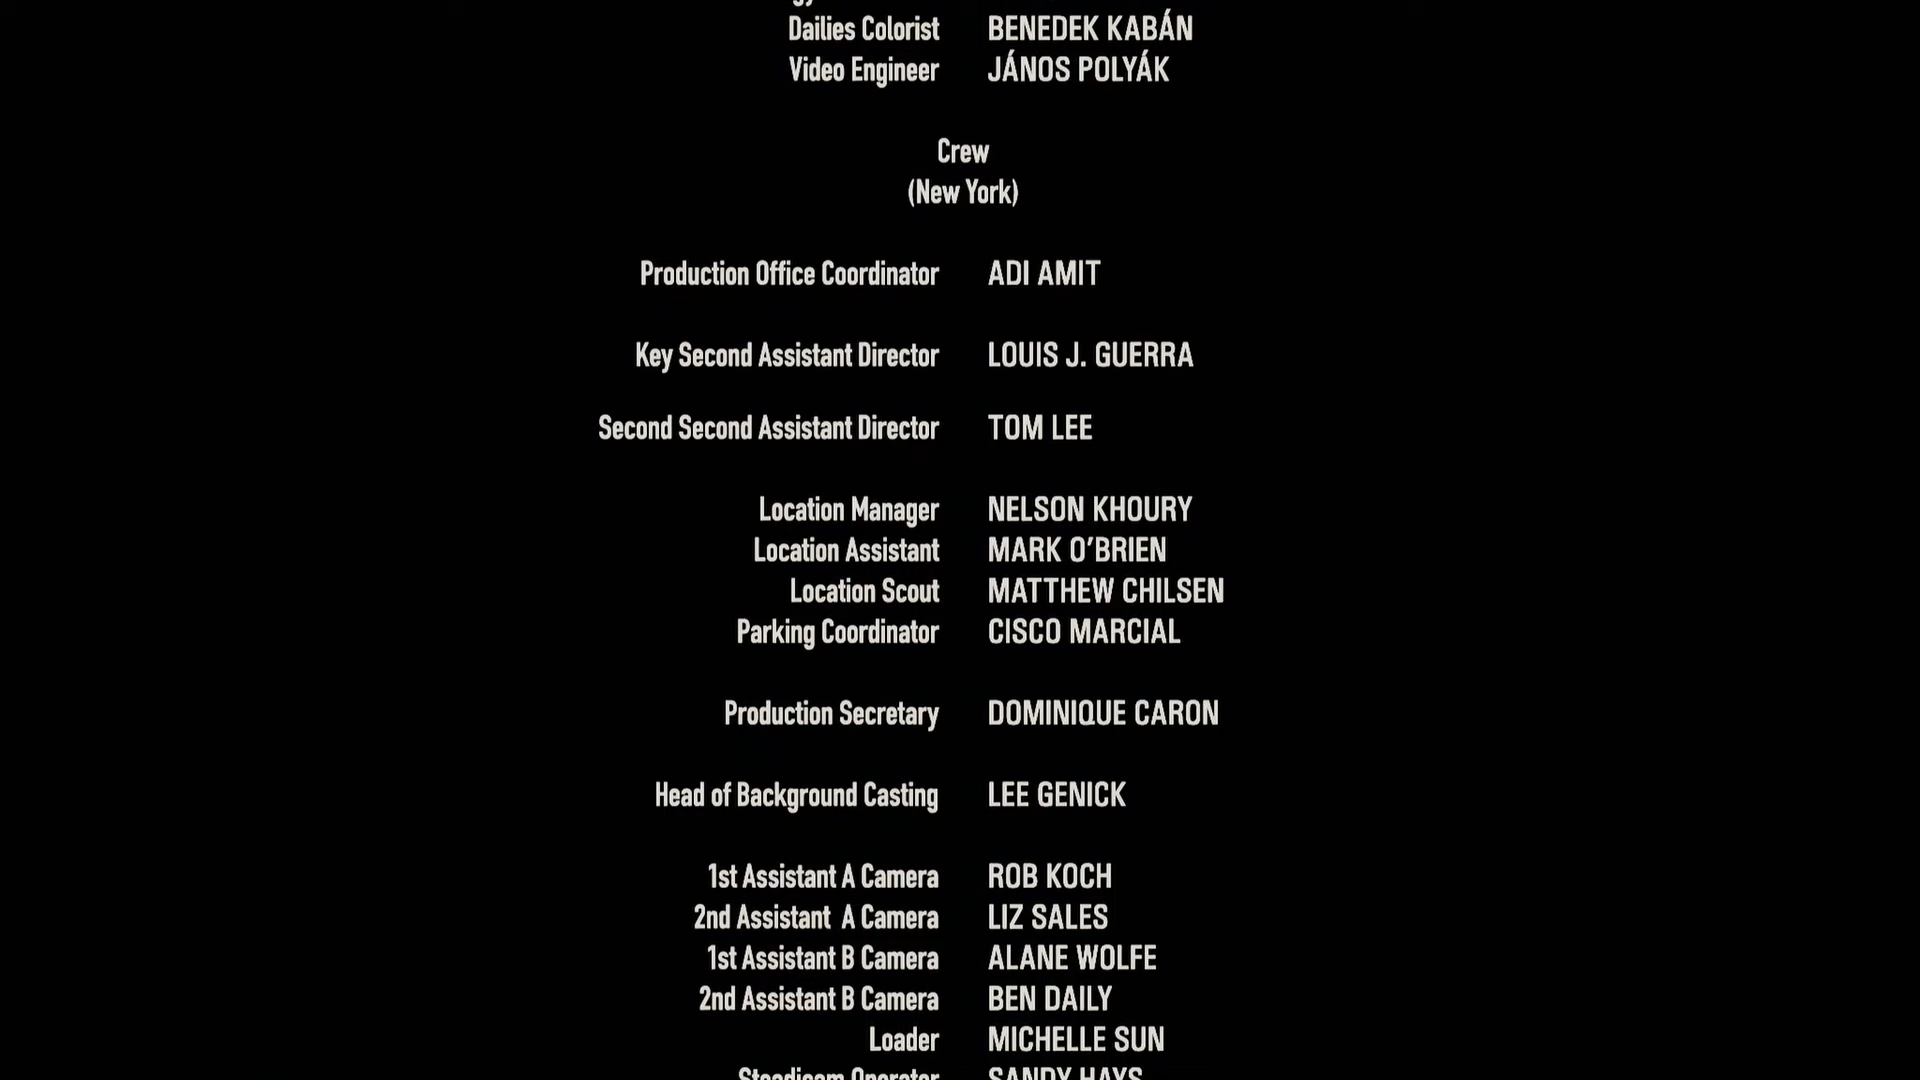 Dailies Colorist BENEDEK KABÁN
Video Engineer JÁNOS POLYÁK
Crew
(New York)
Production Office Coordinator ADI AMIT
Key Second Assistant Director LOUIS J. GUERRA
Second Second Assistant Director TOM LEE
Location Manager NELSON KHOURY
Location Assistant MARK O'BRIEN
Location Scout MATTHEW CHILSEN
Parking Coordinator CISCO MARCIAL
Production Secretary DOMINIQUE CARON
Head of Background Casting LEE GENICK
1st Assistant A Camera ROB KOCH
2nd Assistant A Camera LIZ SALES
1st Assistant B Camera ALANE WOLFE
2nd Assistant B Camera BEN DAILY
Loader MICHELLE SUN
Steadicam Operator SANDY HAYS